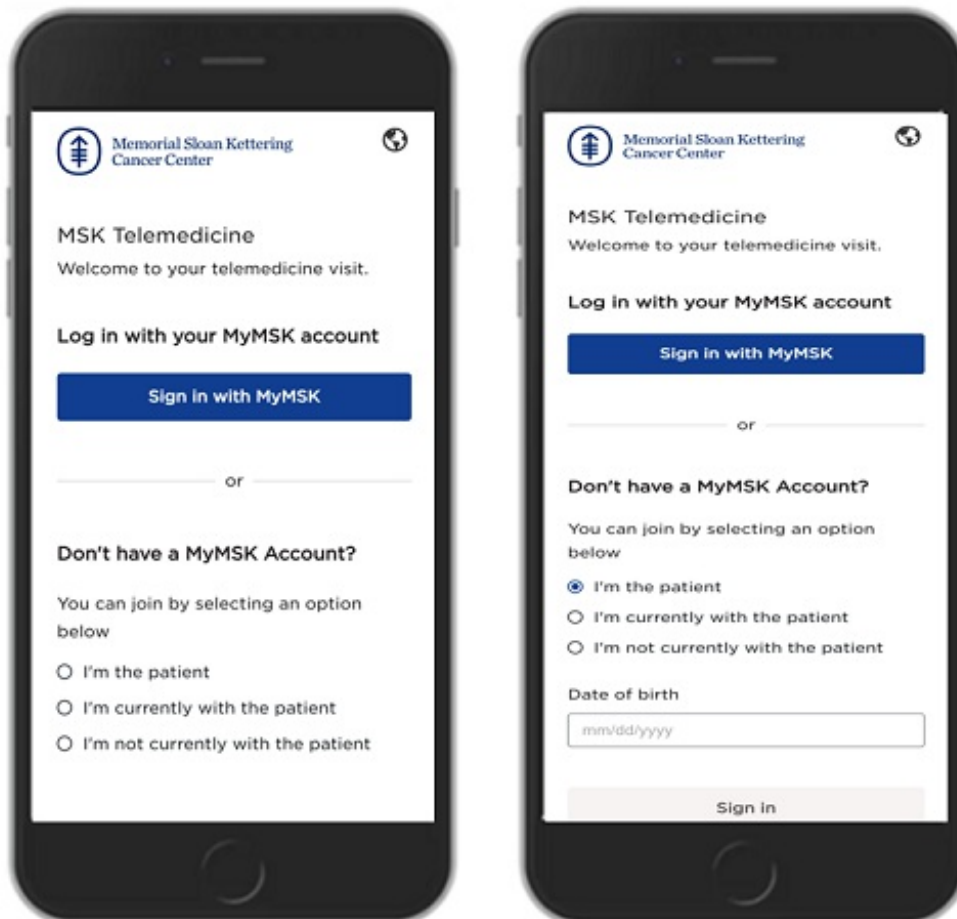 Memorial Sloan Kettering
Cancer Center
MSK Telemedicine
Welcome to your telemedicine visit.
Log in with your MyMSK account
Sign in with MyMSK
or
Don't have a MyMSK Account?
You can join by selecting an option
below
I'm the patient
I'm currently with the patient
I'm not currently with the patient
Memorial Sloan Kettering
Cancer Center
MSK Telemedicine
Welcome to your telemedicine visit.
Log in with your MyMSK account
Sign in with MyMSK
or
Don't have a MyMSK Account?
You can join by selecting an option
below
I'm the patient
I'm currently with the patient
I'm not currently with the patient
Date of birth
mm/dd/yyyy
Sign in